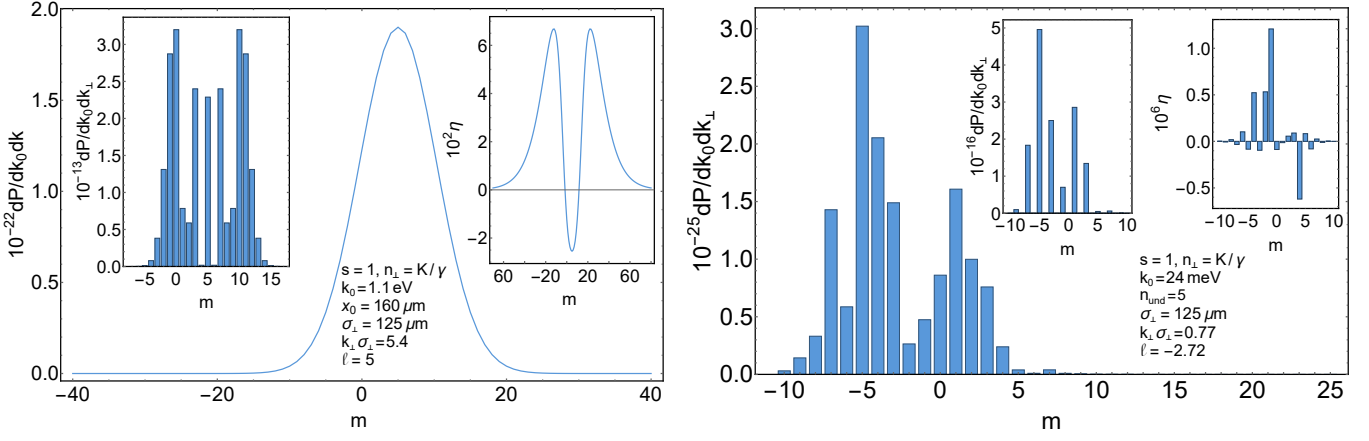 10⁻²²dP/dk₀dk
2.0
1.5
1.0
0.5
0.0
−40
−20
0
20
40
m
10⁻¹³dP/dk₀dk⊥
3.0
2.5
2.0
1.5
1.0
0.5
0.0
−5
0
5
10
15
m
10²η
6
4
2
0
−2
−60
−20
20
60
m
s = 1, n⊥ = K/γ
k₀ = 1.1 eV
x₀ = 160 μm
σ⊥ = 125 μm
k⊥σ⊥ = 5.4
ℓ = 5
10⁻²⁵dP/dk₀dk⊥
3.0
2.5
2.0
1.5
1.0
0.5
0.0
−10
−5
0
5
10
15
20
25
m
10⁻¹⁶dP/dk₀dk⊥
5
4
3
2
1
0
−10
−5
0
5
10
m
10⁶η
1.0
0.5
0.0
−0.5
−10
−5
0
5
10
m
s = 1, n⊥ = K/γ
k₀ = 24 meV
nᵤₙd = 5
σ⊥ = 125 μm
k⊥σ⊥ = 0.77
ℓ = −2.72